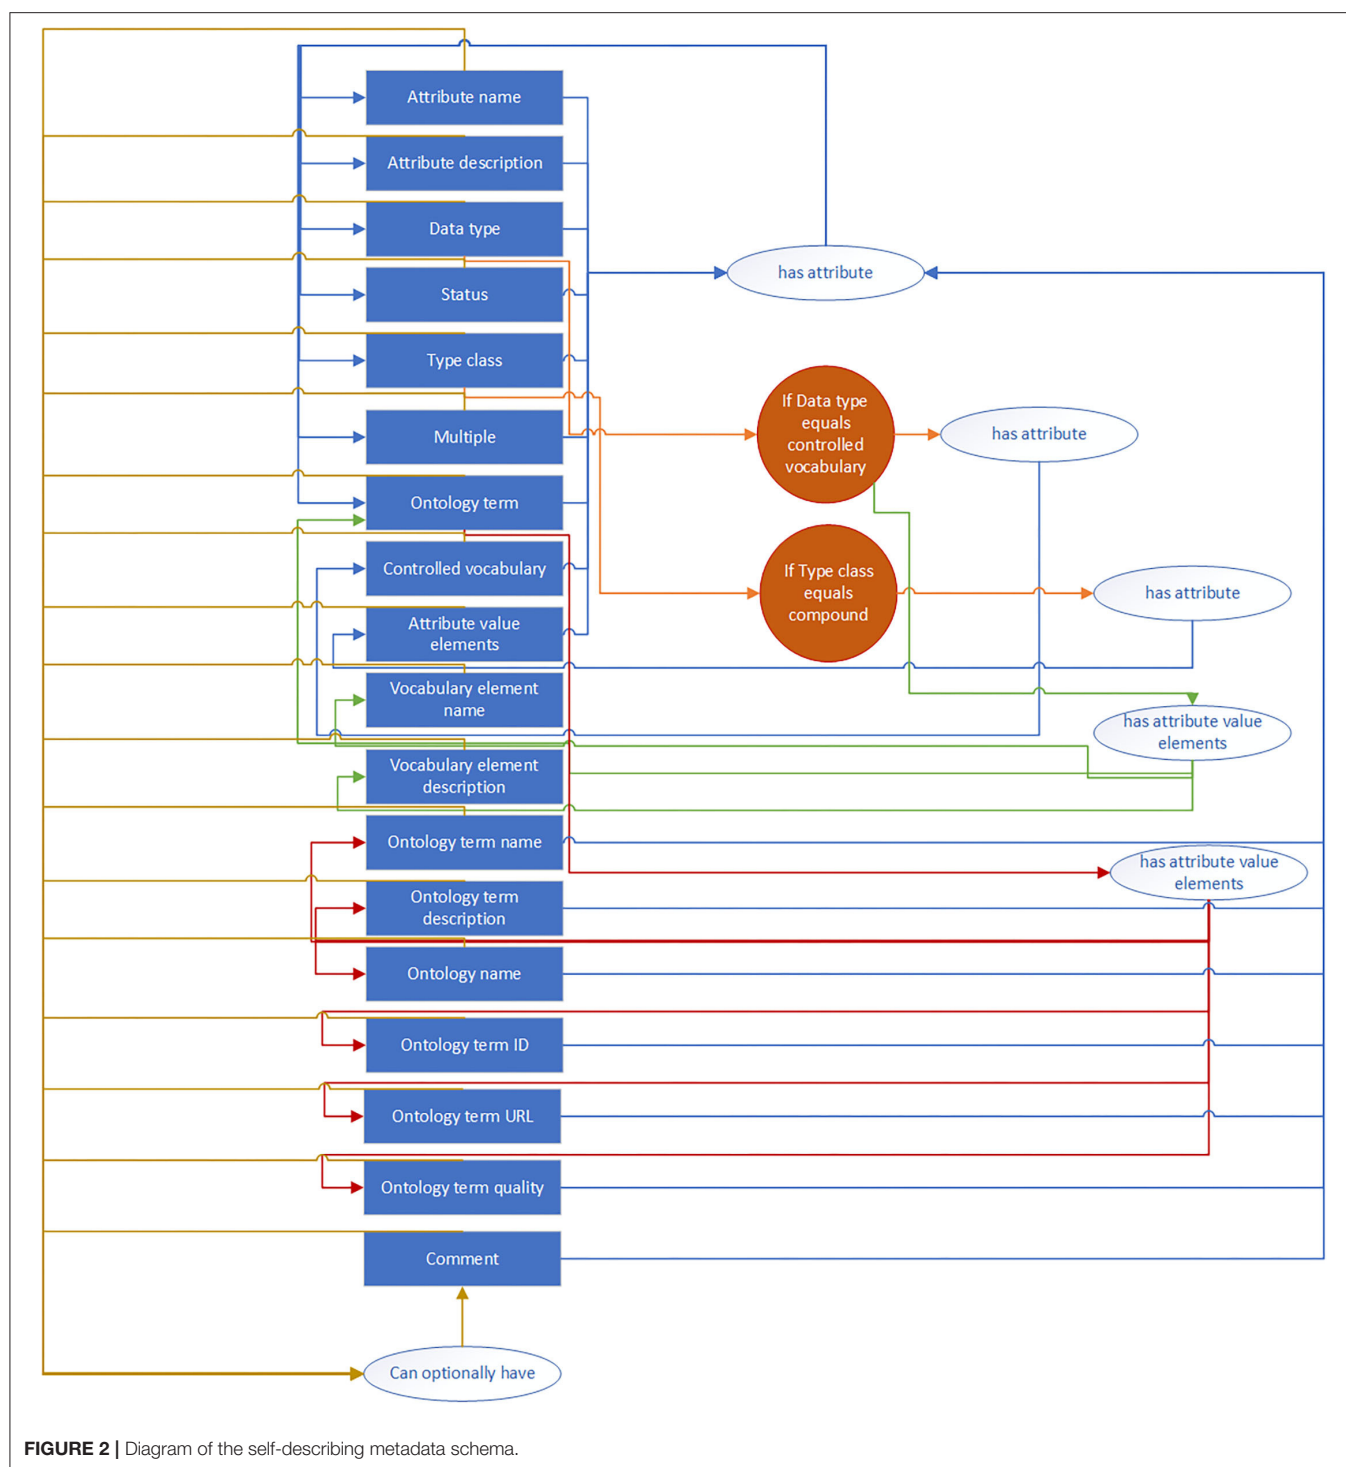 Attribute name
Attribute description
Data type
has attribute
Status
Type class
If Data type
equals
controlled
vocabulary
has attribute
Multiple
Ontology term
Controlled vocabulary
If Type class
equals
compound
has attribute
Attribute value
elements
Vocabulary element
name
has attribute value
elements
Vocabulary element
description
Ontology term name
has attribute value
elements
Ontology term
description
Ontology name
Ontology term ID
Ontology term URL
Ontology term quality
Comment
Can optionally have
FIGURE 2 | Diagram of the self-describing metadata schema.